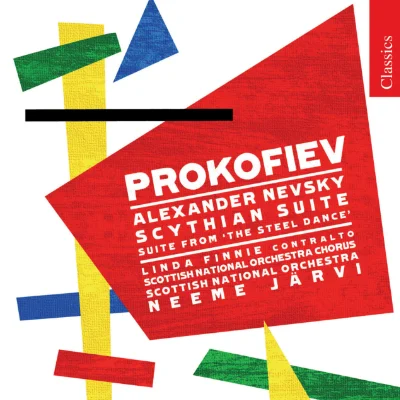 Classics
PROKOFIEV
ALEXANDER NEVSKY
SCYTHIAN SUITE
SUITE FROM 'THE STEEL DANCE'
LINDA FINNIE CONTRALTO
SCOTTISH NATIONAL ORCHESTRA CHORUS
SCOTTISH NATIONAL ORCHESTRA
NEEME JÄRVI